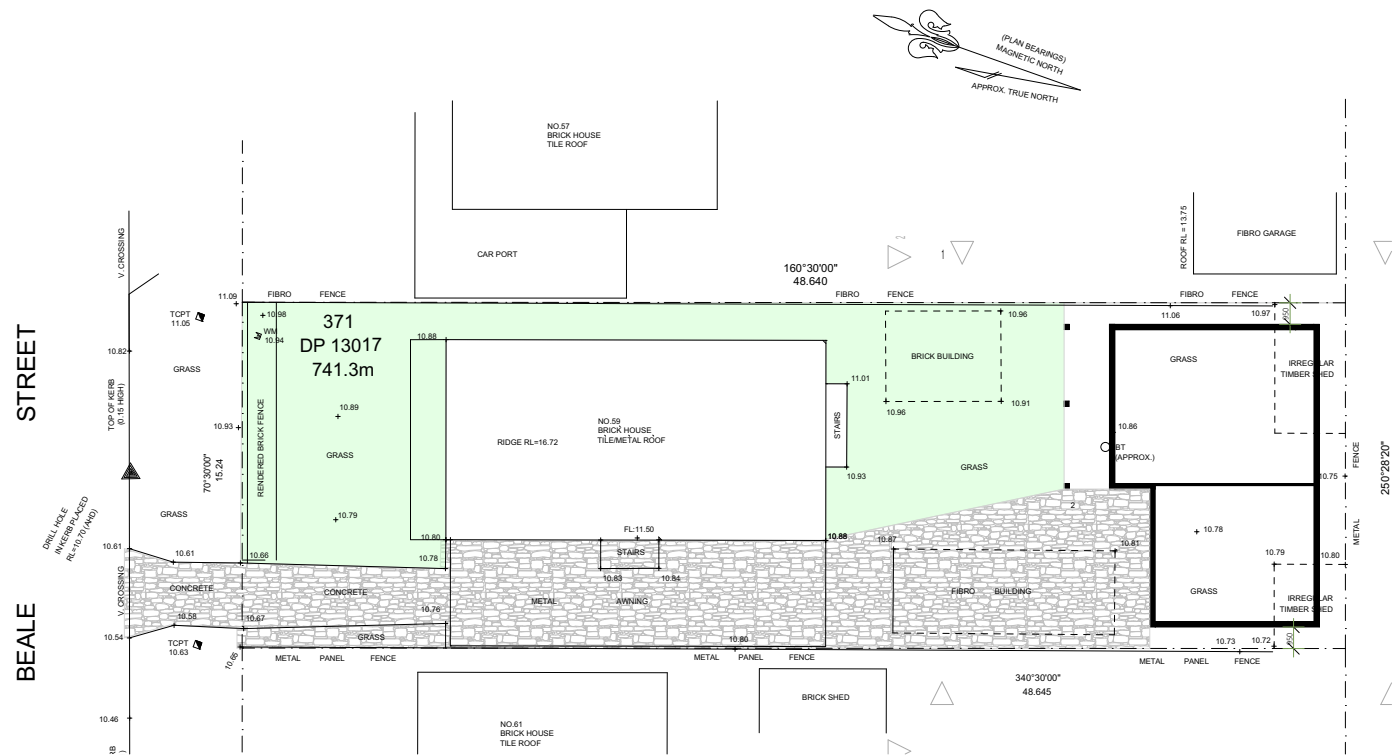 (PLAN BEARINGS)
MAGNETIC NORTH
APPROX. TRUE NORTH
NO.57
BRICK HOUSE
TILE ROOF
CAR PORT
ROOF RL = 13.75
FIBRO GARAGE
2
1
160°30'00"
48.640
V. CROSSING
11.09
FIBRO FENCE
FIBRO FENCE
FIBRO FENCE
TCPT
11.05
10.98
WM
10.94
371
DP 13017
741.3m
10.88
10.96
11.06
10.97
950
10.82
GRASS
BRICK BUILDING
GRASS
IRREGULAR
TIMBER SHED
STREET
TOP OF KERB
(0.15 HIGH)
10.89
11.01
10.96
10.91
10.93
NO.59
BRICK HOUSE
TILE/METAL ROOF
RIDGE RL=16.72
STAIRS
10.86
BT
(APPROX.)
RENDERED BRICK FENCE
GRASS
GRASS
70°30'00"
15.24
10.93
10.75
FENCE
METAL
250°28'20"
GRASS
10.79
DRILL HOLE
IN KERB PLACED
RL=10.70 (AHD)
FL:11.50
2
10.78
10.80
10.88
10.87
10.81
10.61
10.61
10.66
10.78
STAIRS
10.79
10.80
10.83
10.84
CONCRETE
CONCRETE
METAL AWNING
FIBRO BUILDING
GRASS
IRREGULAR
TIMBER SHED
V. CROSSING
10.58
10.67
10.76
BEALE
10.54
TCPT
10.63
GRASS
10.80
10.73
10.72
950
10.65
METAL PANEL FENCE
METAL PANEL FENCE
METAL PANEL FENCE
340°30'00"
48.645
BRICK SHED
10.46
NO.61
BRICK HOUSE
TILE ROOF